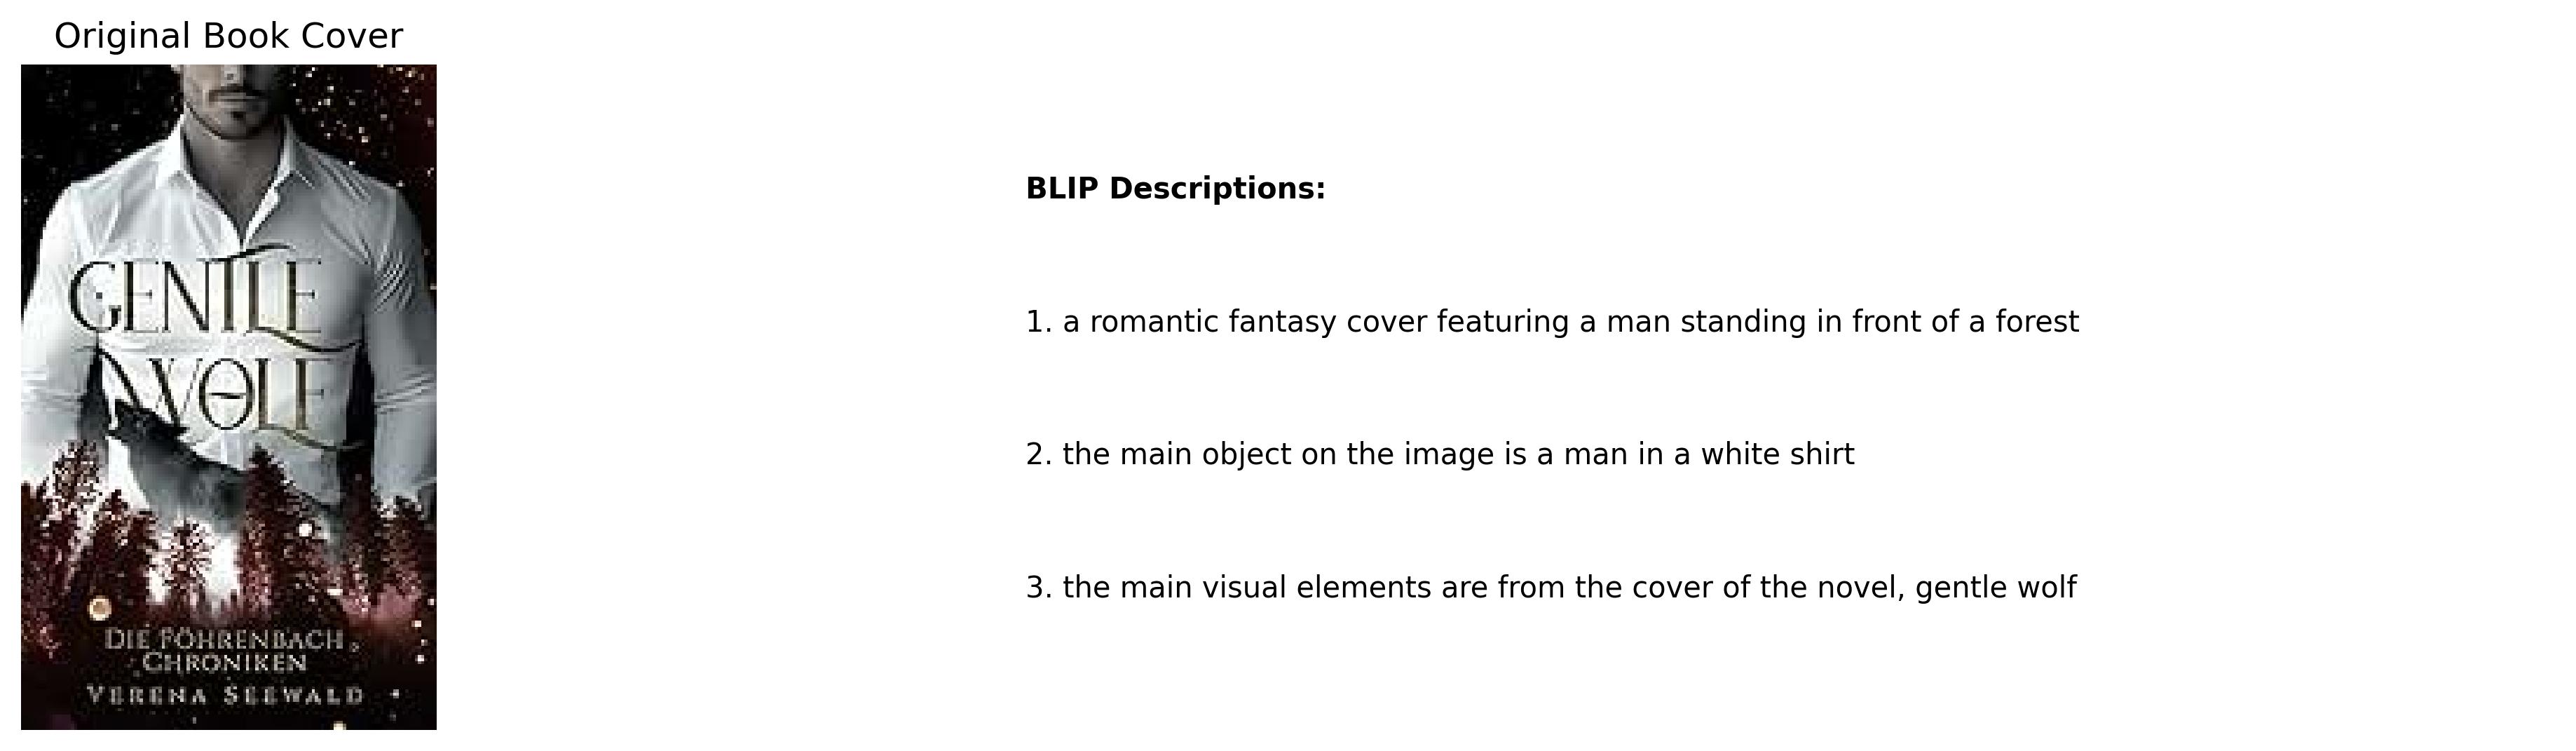 Original Book Cover
GENTLE
WOLF
DIE FÖHRENBACH
CHRONIKEN
VERENA SEEWALD
BLIP Descriptions:
1. a romantic fantasy cover featuring a man standing in front of a forest
2. the main object on the image is a man in a white shirt
3. the main visual elements are from the cover of the novel, gentle wolf